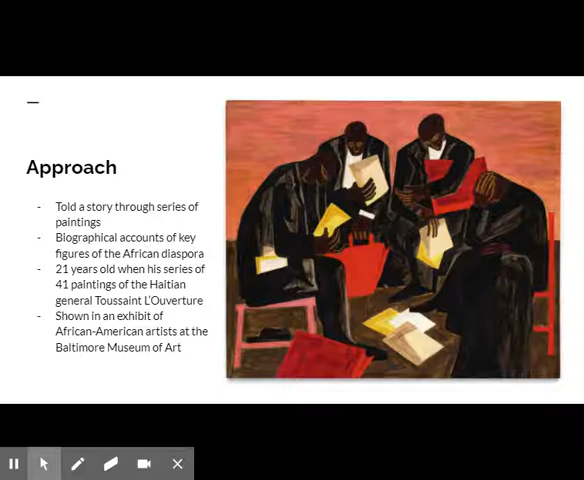 Approach
- Told a story through series of
paintings
- Biographical accounts of key
figures of the African diaspora
- 21 years old when his series of
41 paintings of the Haitian
general Toussaint L'Ouverture
- Shown in an exhibit of
African-American artists at the
Baltimore Museum of Art